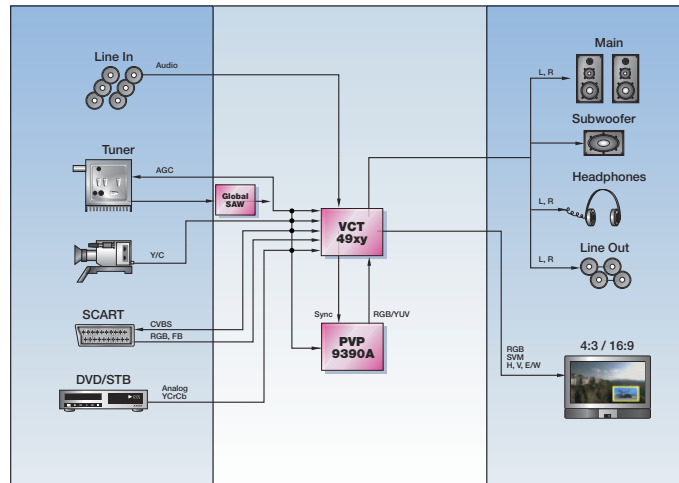 Line In
Audio
Tuner
AGC
Global
SAW
Y/C
SCART
CVBS
RGB, FB
DVD/STB
Analog
YCrCb
VCT
49xy
Sync
RGB/YUV
PVP
9390A
Main
L, R
Subwoofer
Headphones
L, R
Line Out
L, R
RGB
SVM
H, V, E/W
4:3 / 16:9